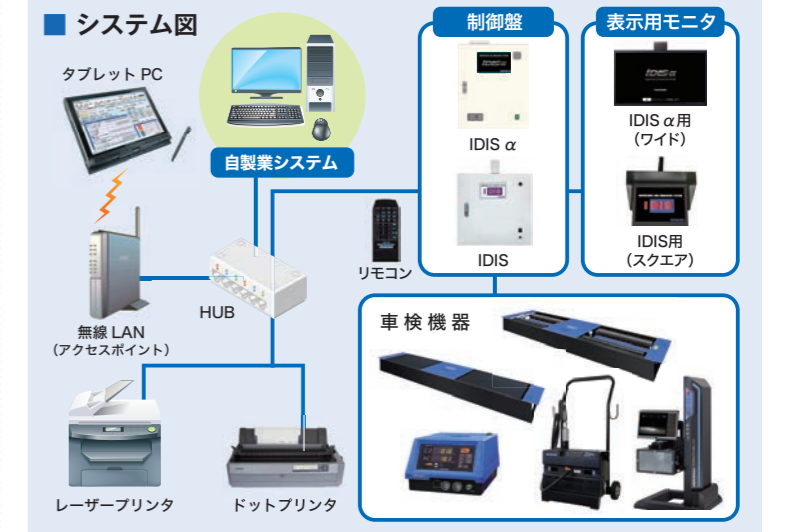 ■ システム図
制御盤
表示用モニタ
タブレット PC
IDIS α
IDIS α
IDIS α用
（ワイド）
自製業システム
IDIS
IDIS用
（スクエア）
リモコン
HUB
無線 LAN
（アクセスポイント）
車検機器
レーザープリンタ
ドットプリンタ